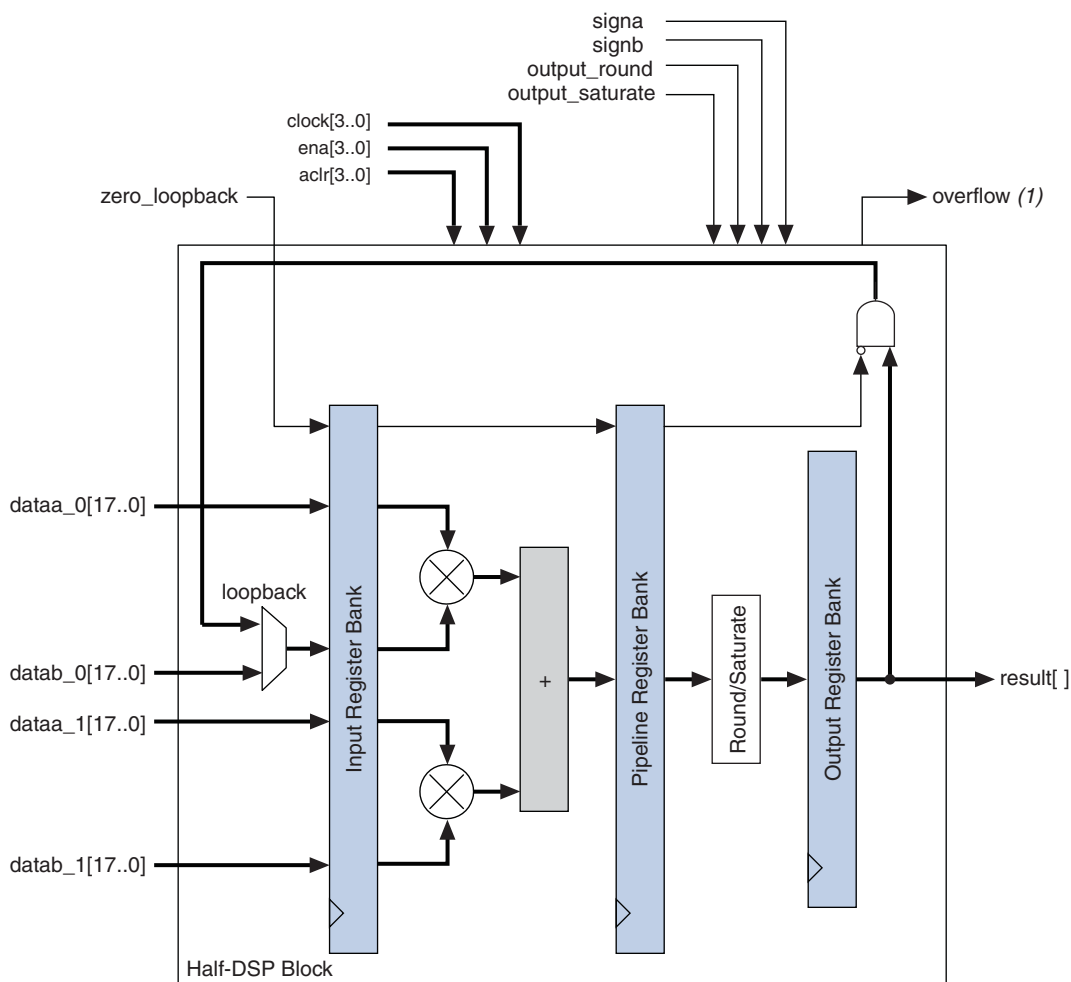 signa
signb
output_round
output_saturate
clock[3..0]
ena[3..0]
aclr[3..0]
zero_loopback
overflow (1)
dataa_0[17..0]
loopback
datab_0[17..0]
dataa_1[17..0]
datab_1[17..0]
Input Register Bank
+
Pipeline Register Bank
Round/Saturate
Output Register Bank
result[ ]
Half-DSP Block